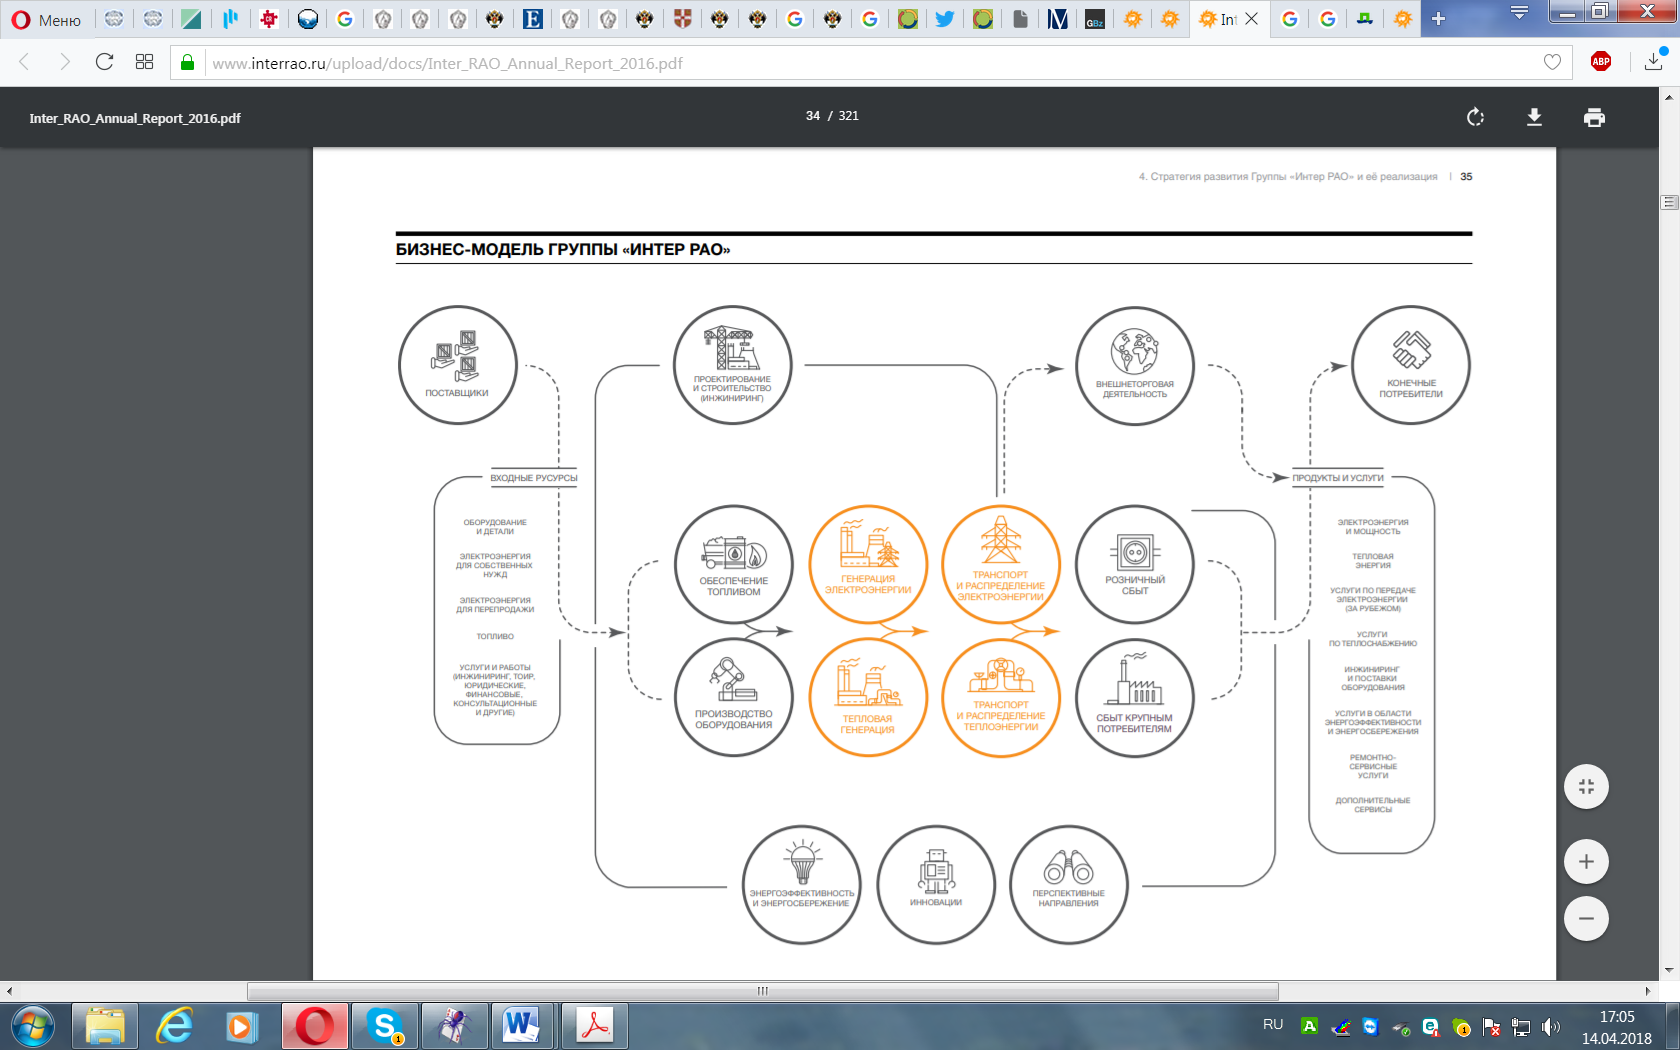 Меню
Int
www.interrao.ru/upload/docs/Inter_RAO_Annual_Report_2016.pdf
ABP
Inter_RAO_Annual_Report_2016.pdf
34 / 321
4. Стратегия развития Группы «Интер РАО» и её реализация | 35
БИЗНЕС-МОДЕЛЬ ГРУППЫ «ИНТЕР РАО»
ПОСТАВЩИКИ
ПРОЕКТИРОВАНИЕ
И СТРОИТЕЛЬСТВО
(ИНЖИНИРИНГ)
ВНЕШНЕТОРГОВАЯ
ДЕЯТЕЛЬНОСТЬ
КОНЕЧНЫЕ
ПОТРЕБИТЕЛИ
ВХОДНЫЕ РУСУРСЫ
ОБОРУДОВАНИЕ
И ДЕТАЛИ
ЭЛЕКТРОЭНЕРГИЯ
ДЛЯ СОБСТВЕННЫХ
НУЖД
ЭЛЕКТРОЭНЕРГИЯ
ДЛЯ ПЕРЕПРОДАЖИ
ТОПЛИВО
УСЛУГИ И РАБОТЫ
(ИНЖИНИРИНГ, ТОИР,
ЮРИДИЧЕСКИЕ,
ФИНАНСОВЫЕ,
КОНСУЛЬТАЦИОННЫЕ
И ДРУГИЕ)
ОБЕСПЕЧЕНИЕ
ТОПЛИВОМ
ГЕНЕРАЦИЯ
ЭЛЕКТРОЭНЕРГИИ
ТРАНСПОРТ
И РАСПРЕДЕЛЕНИЕ
ЭЛЕКТРОЭНЕРГИИ
РОЗНИЧНЫЙ
СБЫТ
ПРОИЗВОДСТВО
ОБОРУДОВАНИЯ
ТЕПЛОВАЯ
ГЕНЕРАЦИЯ
ТРАНСПОРТ
И РАСПРЕДЕЛЕНИЕ
ТЕПЛОЭНЕРГИИ
СБЫТ КРУПНЫМ
ПОТРЕБИТЕЛЯМ
ПРОДУКТЫ И УСЛУГИ
ЭЛЕКТРОЭНЕРГИЯ
И МОЩНОСТЬ
ТЕПЛОВАЯ
ЭНЕРГИЯ
УСЛУГИ ПО ПЕРЕДАЧЕ
ЭЛЕКТРОЭНЕРГИИ
(ЗА РУБЕЖОМ)
УСЛУГИ
ПО ТЕПЛОСНАБЖЕНИЮ
ИНЖИНИРИНГ
И ПОСТАВКИ
ОБОРУДОВАНИЯ
УСЛУГИ В ОБЛАСТИ
ЭНЕРГОЭФФЕКТИВНОСТИ
И ЭНЕРГОСБЕРЕЖЕНИЯ
РЕМОНТНО-
СЕРВИСНЫЕ
УСЛУГИ
ДОПОЛНИТЕЛЬНЫЕ
СЕРВИСЫ
ЭНЕРГОЭФФЕКТИВНОСТЬ
И ЭНЕРГОСБЕРЕЖЕНИЕ
ИННОВАЦИИ
ПЕРСПЕКТИВНЫЕ
НАПРАВЛЕНИЯ
RU
17:05
14.04.2018